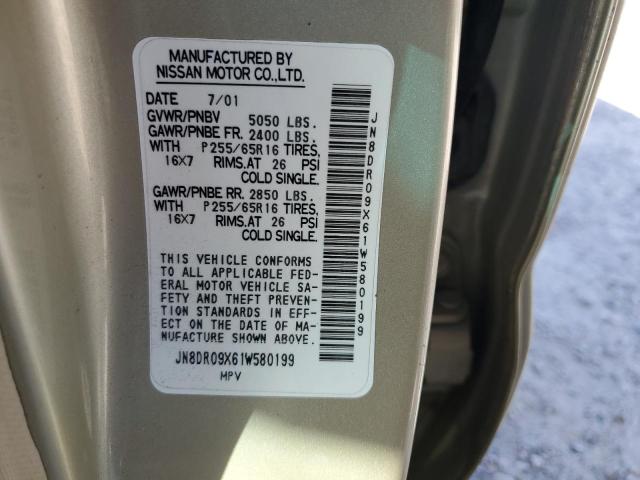 MANUFACTURED BY
NISSAN MOTOR CO.,LTD.
DATE 7/01
GVWR/PNBV 5050 LBS.
GAWR/PNBE FR. 2400 LBS.
WITH P255/65R16 TIRES,
16X7 RIMS,AT 26 PSI
COLD SINGLE.
GAWR/PNBE RR. 2850 LBS.
WITH P255/65R16 TIRES,
16X7 RIMS,AT 26 PSI
COLD SINGLE.
THIS VEHICLE CONFORMS
TO ALL APPLICABLE FED-
ERAL MOTOR VEHICLE SA-
FETY AND THEFT PREVEN-
TION STANDARDS IN EFF-
ECT ON THE DATE OF MA-
NUFACTURE SHOWN ABOVE.
JN8DR09X61W580199
MPV
JN8DR09X61W580199